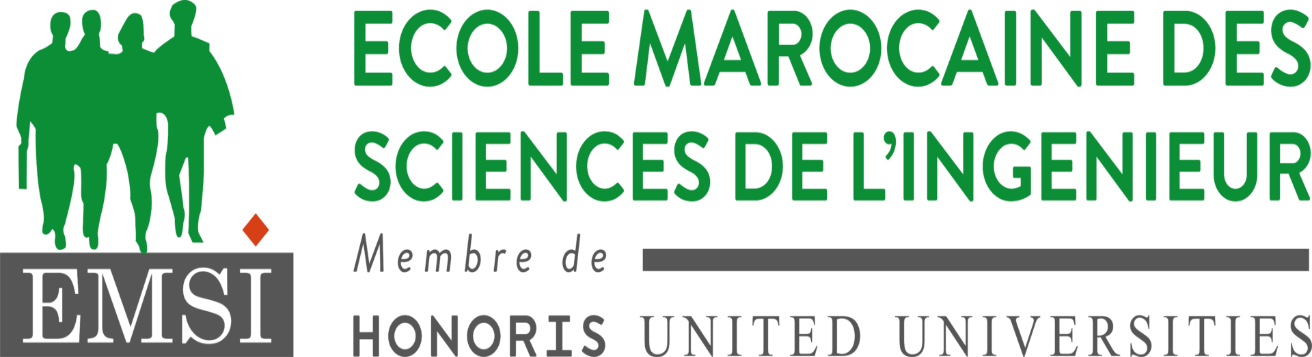 EMSI
ECOLE MAROCAINE DES
SCIENCES DE L'INGENIEUR
Membre de
HONORIS UNITED UNIVERSITIES